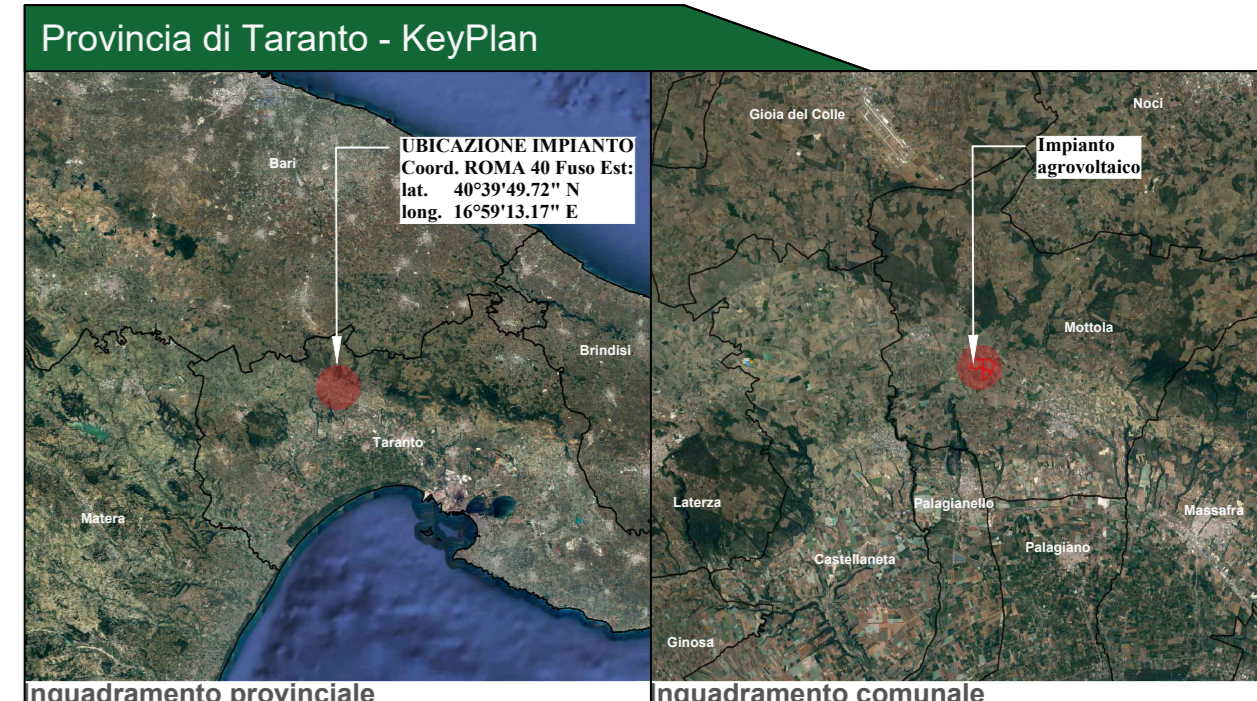 Provincia di Taranto - KeyPlan
Bari
UBICAZIONE IMPIANTO
Coord. ROMA 40 Fuso Est:
lat. 40°39'49.72" N
long. 16°59'13.17" E
Brindisi
Taranto
Matera
Inquadramento provinciale
Gioia del Colle
Noci
Impianto
agrovoltaico
Mottola
Laterza
Palagianello
Massafra
Palagiano
Castellaneta
Ginosa
Inquadramento comunale